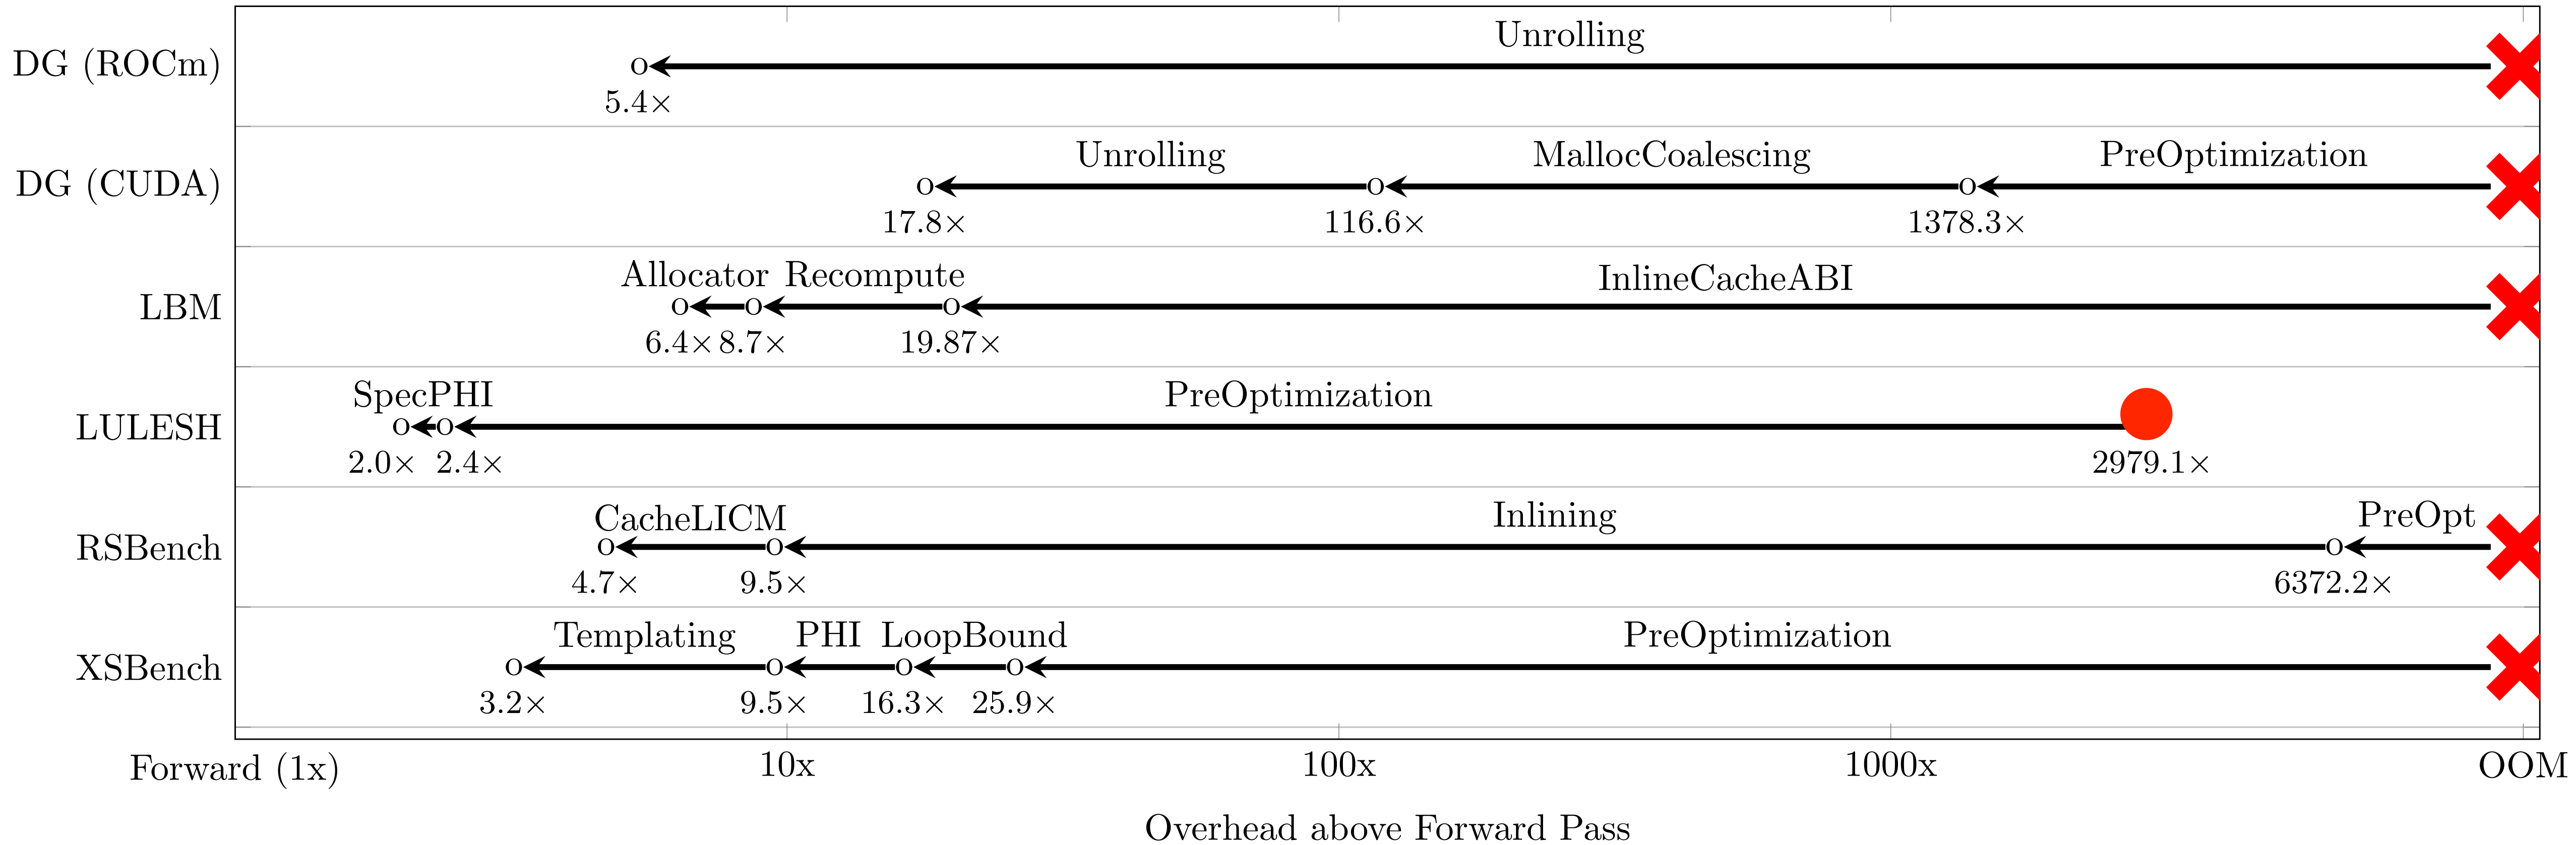 Unrolling
DG (ROCm)
5.4×
Unrolling MallocCoalescing PreOptimization
DG (CUDA)
17.8× 116.6× 1378.3×
Allocator Recompute InlineCacheABI
LBM
6.4× 8.7× 19.87×
SpecPHI PreOptimization
LULESH
2.0× 2.4× 2979.1×
CacheLICM Inlining PreOpt
RSBench
4.7× 9.5× 6372.2×
Templating PHI LoopBound PreOptimization
XSBench
3.2× 9.5× 16.3× 25.9×
Forward (1x) 10x 100x 1000x OOM
Overhead above Forward Pass